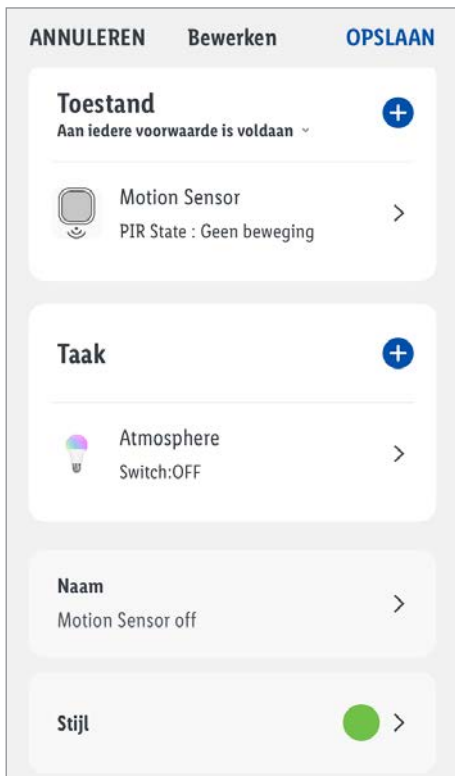 ANNULEREN Bewerken OPSLAAN
Toestand
Aan iedere voorwaarde is voldaan
Motion Sensor
PIR State : Geen beweging
Taak
Atmosphere
Switch:OFF
Naam
Motion Sensor off
Stijl